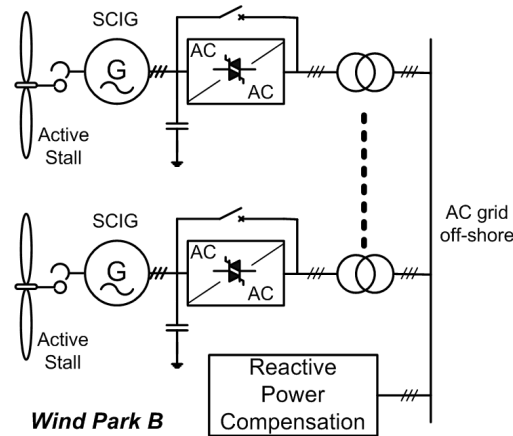 SCIG
G
AC
AC
Active
Stall
SCIG
AC grid
off-shore
G
AC
AC
Active
Stall
Reactive
Power
Compensation
Wind Park B